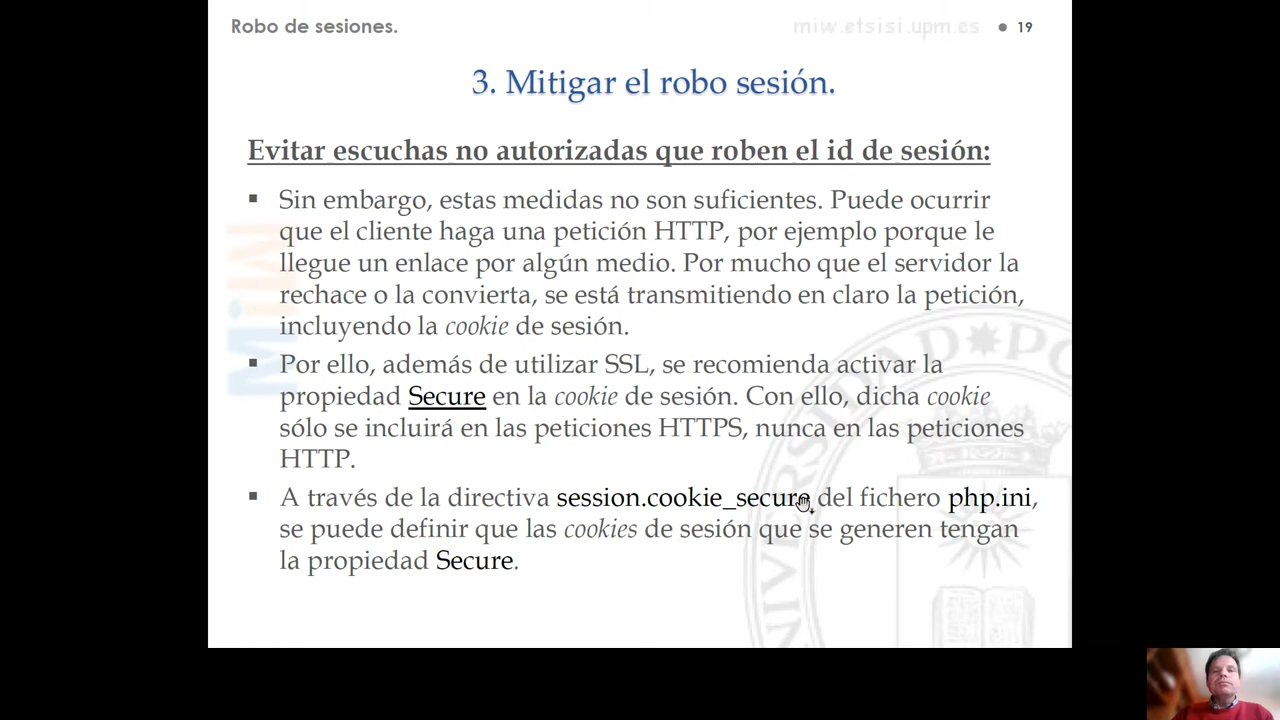 Robo de sesiones.
miw.etsisi.upm.es
19
3. Mitigar el robo sesión.
Evitar escuchas no autorizadas que roben el id de sesión:
▪ Sin embargo, estas medidas no son suficientes. Puede ocurrir
que el cliente haga una petición HTTP, por ejemplo porque le
llegue un enlace por algún medio. Por mucho que el servidor la
rechace o la convierta, se está transmitiendo en claro la petición,
incluyendo la cookie de sesión.
▪ Por ello, además de utilizar SSL, se recomienda activar la
propiedad Secure en la cookie de sesión. Con ello, dicha cookie
sólo se incluirá en las peticiones HTTPS, nunca en las peticiones
HTTP.
▪ A través de la directiva session.cookie_secure del fichero php.ini,
se puede definir que las cookies de sesión que se generen tengan
la propiedad Secure.
MiW
UNIVERSIDAD PO